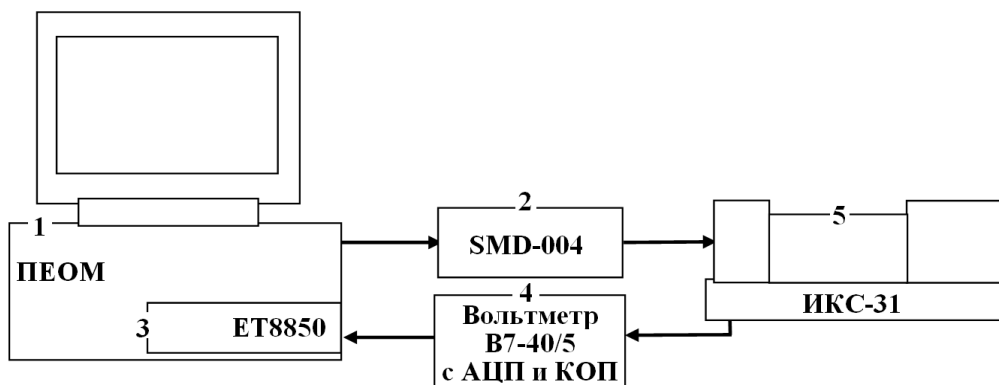 1
ПЕОМ
3
ET8850
2
SMD-004
4
Вольтметр
В7-40/5
с АЦП и КОП
5
ИКС-31